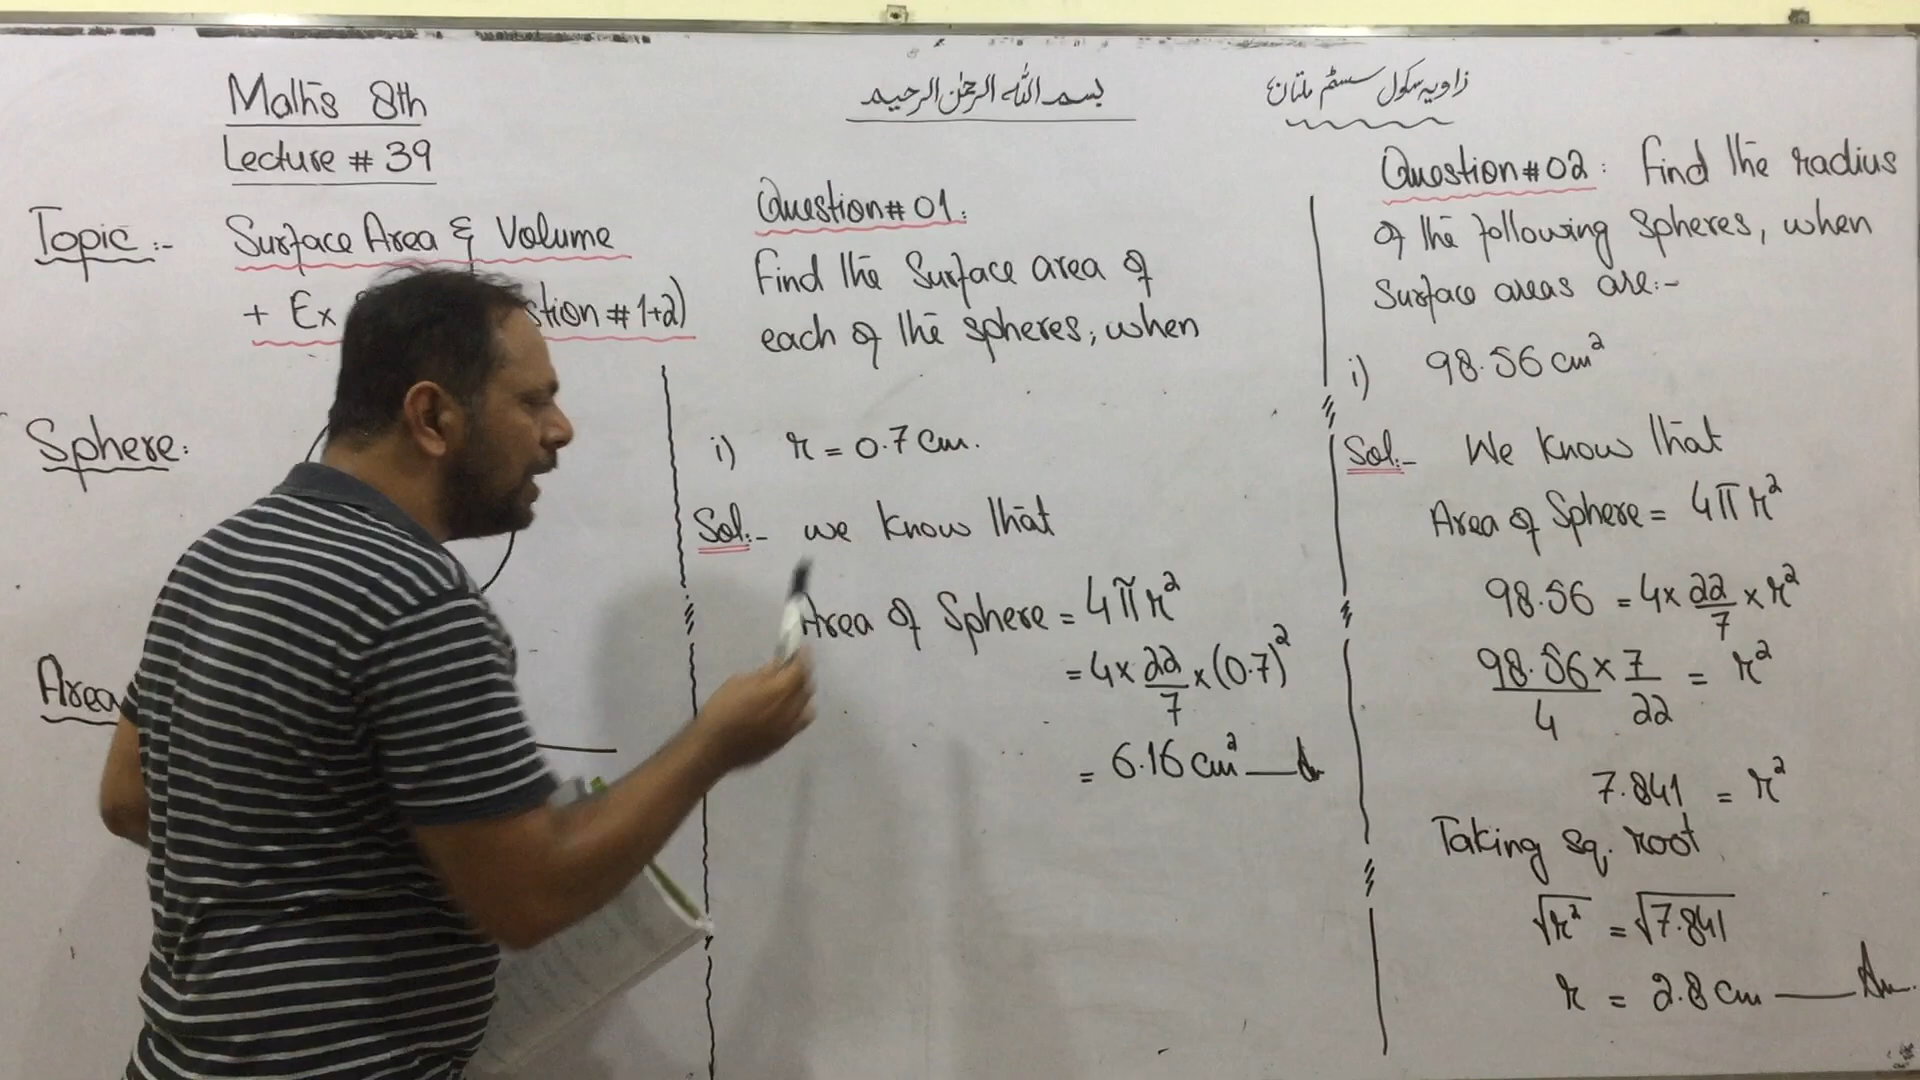 Maths 8th
Lecture # 39
بسم الله الرحمن الرحيم
زاویہ سکول سسٹم ملتان
Topic :- Surface Area & Volume
+ Ex stion # 1+2)
Sphere:
Area
Question # 01:
Find the Surface area of
each of the spheres, when
i) r = 0.7 cm.
Sol:- we know that
Area of Sphere = 4πr²
= 4 × 22/7 × (0.7)²
= 6.16 cm² — An
Question # 02: Find the radius
of the following spheres, when
Surface areas are:-
i) 98.56 cm²
Sol:- We know that
Area of Sphere = 4πr²
98.56 = 4 × 22/7 × r²
98.56/4 × 7/22 = r²
7.841 = r²
Taking sq. root
√r² = √7.841
r = 2.8 cm — An.